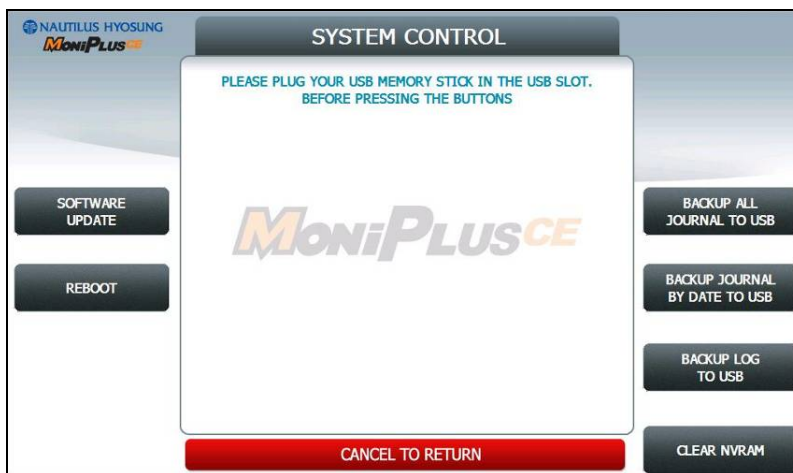 NAUTILUS HYOSUNG
MoniPlus CE
SYSTEM CONTROL
PLEASE PLUG YOUR USB MEMORY STICK IN THE USB SLOT.
BEFORE PRESSING THE BUTTONS
SOFTWARE
UPDATE
REBOOT
MoniPlusCE
BACKUP ALL
JOURNAL TO USB
BACKUP JOURNAL
BY DATE TO USB
BACKUP LOG
TO USB
CLEAR NVRAM
CANCEL TO RETURN